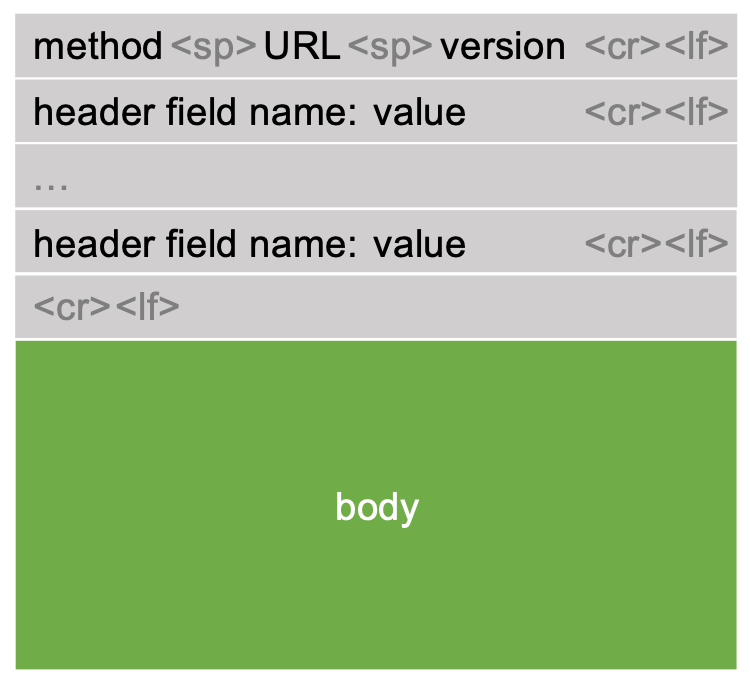 method <sp> URL <sp> version <cr><lf>
header field name: value <cr><lf>
...
header field name: value <cr><lf>
<cr><lf>
body